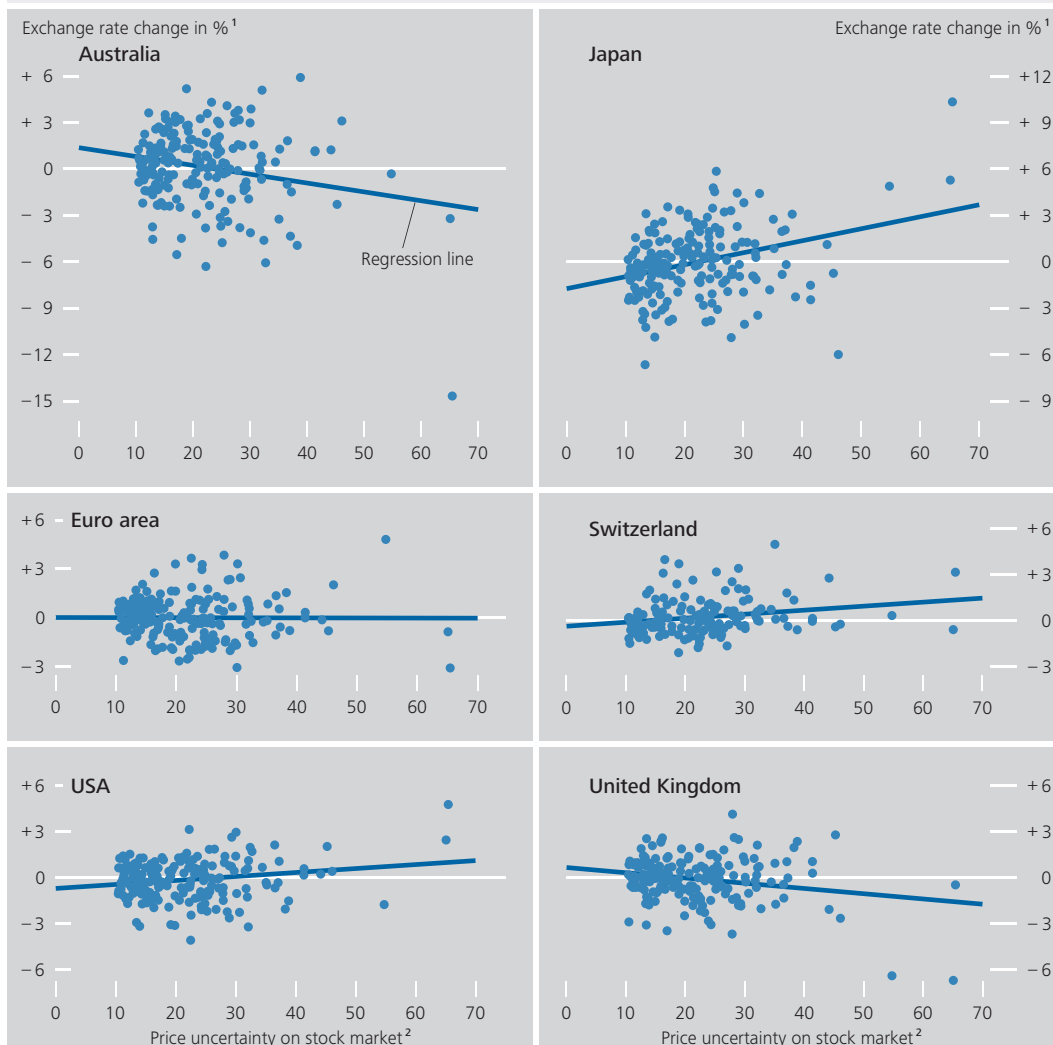 Exchange rate change in %¹
Australia
+ 6
+ 3
0
− 3
6
− 9
−12
−15
Regression line
0 10 20 30 40 50 60 70
Exchange rate change in %¹
Japan
+12
+ 9
+ 6
+ 3
0
− 3
− 6
− 9
0 10 20 30 40 50 60 70
Euro area
+6
+3
0
−3
0 10 20 30 40 50 60 70
Switzerland
+6
+3
0
−3
0 10 20 30 40 50 60 70
USA
+6
+3
0
−3
−6
0 10 20 30 40 50 60 70
Price uncertainty on stock market²
United Kingdom
+6
+3
0
−3
−6
0 10 20 30 40 50 60 70
Price uncertainty on stock market²